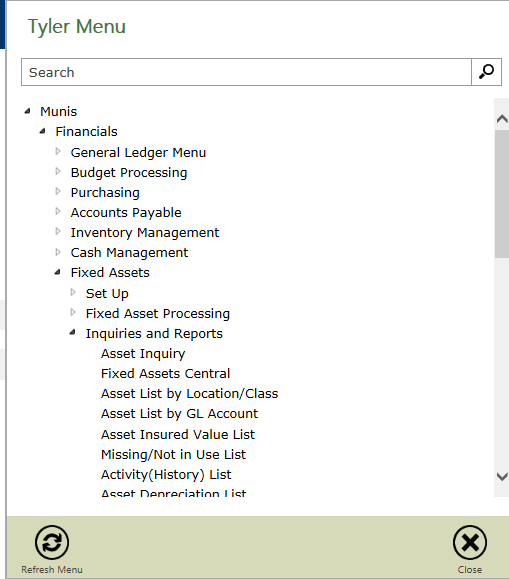 Tyler Menu
Search
Munis
Financials
General Ledger Menu
Budget Processing
Purchasing
Accounts Payable
Inventory Management
Cash Management
Fixed Assets
Set Up
Fixed Asset Processing
Inquiries and Reports
Asset Inquiry
Fixed Assets Central
Asset List by Location/Class
Asset List by GL Account
Asset Insured Value List
Missing/Not in Use List
Activity(History) List
Asset Depreciation List
Refresh Menu
Close